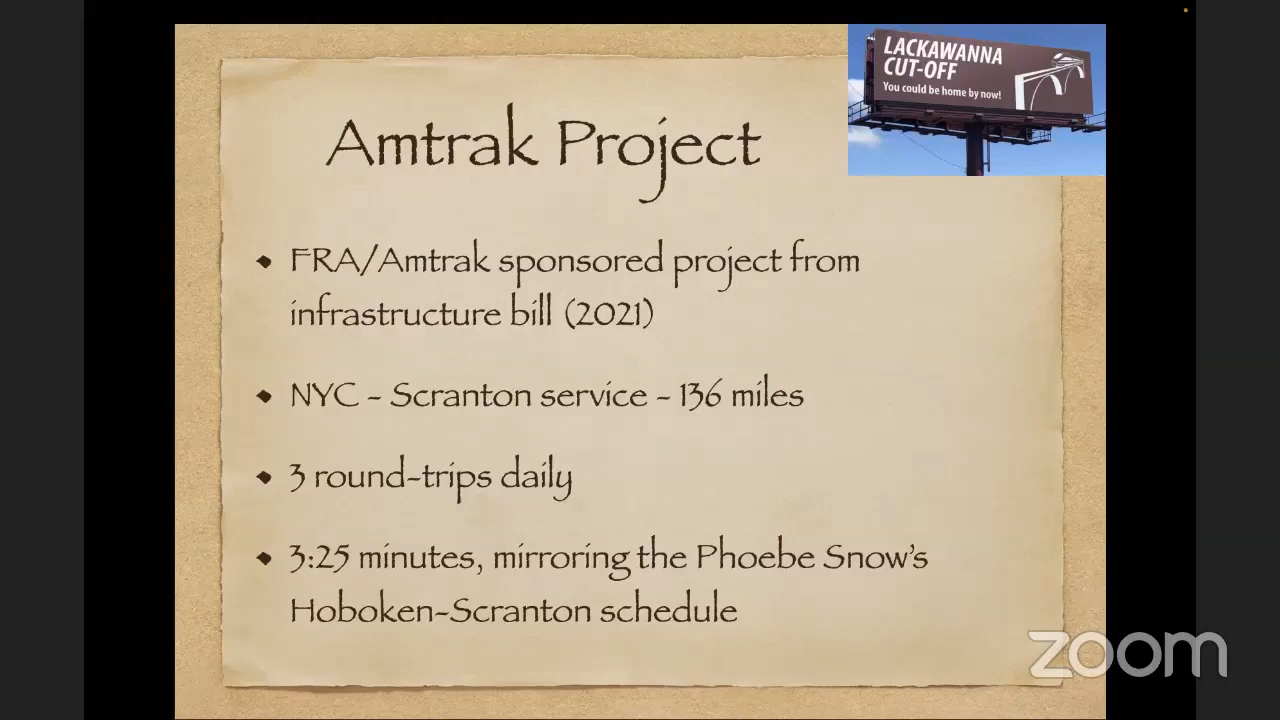 LACKAWANNA
CUT-OFF
You could be home by now!
Amtrak Project
• FRA/Amtrak sponsored project from
infrastructure bill (2021)
• NYC - Scranton service - 136 miles
• 3 round-trips daily
• 3:25 minutes, mirroring the Phoebe Snow's
Hoboken-Scranton schedule
zoom